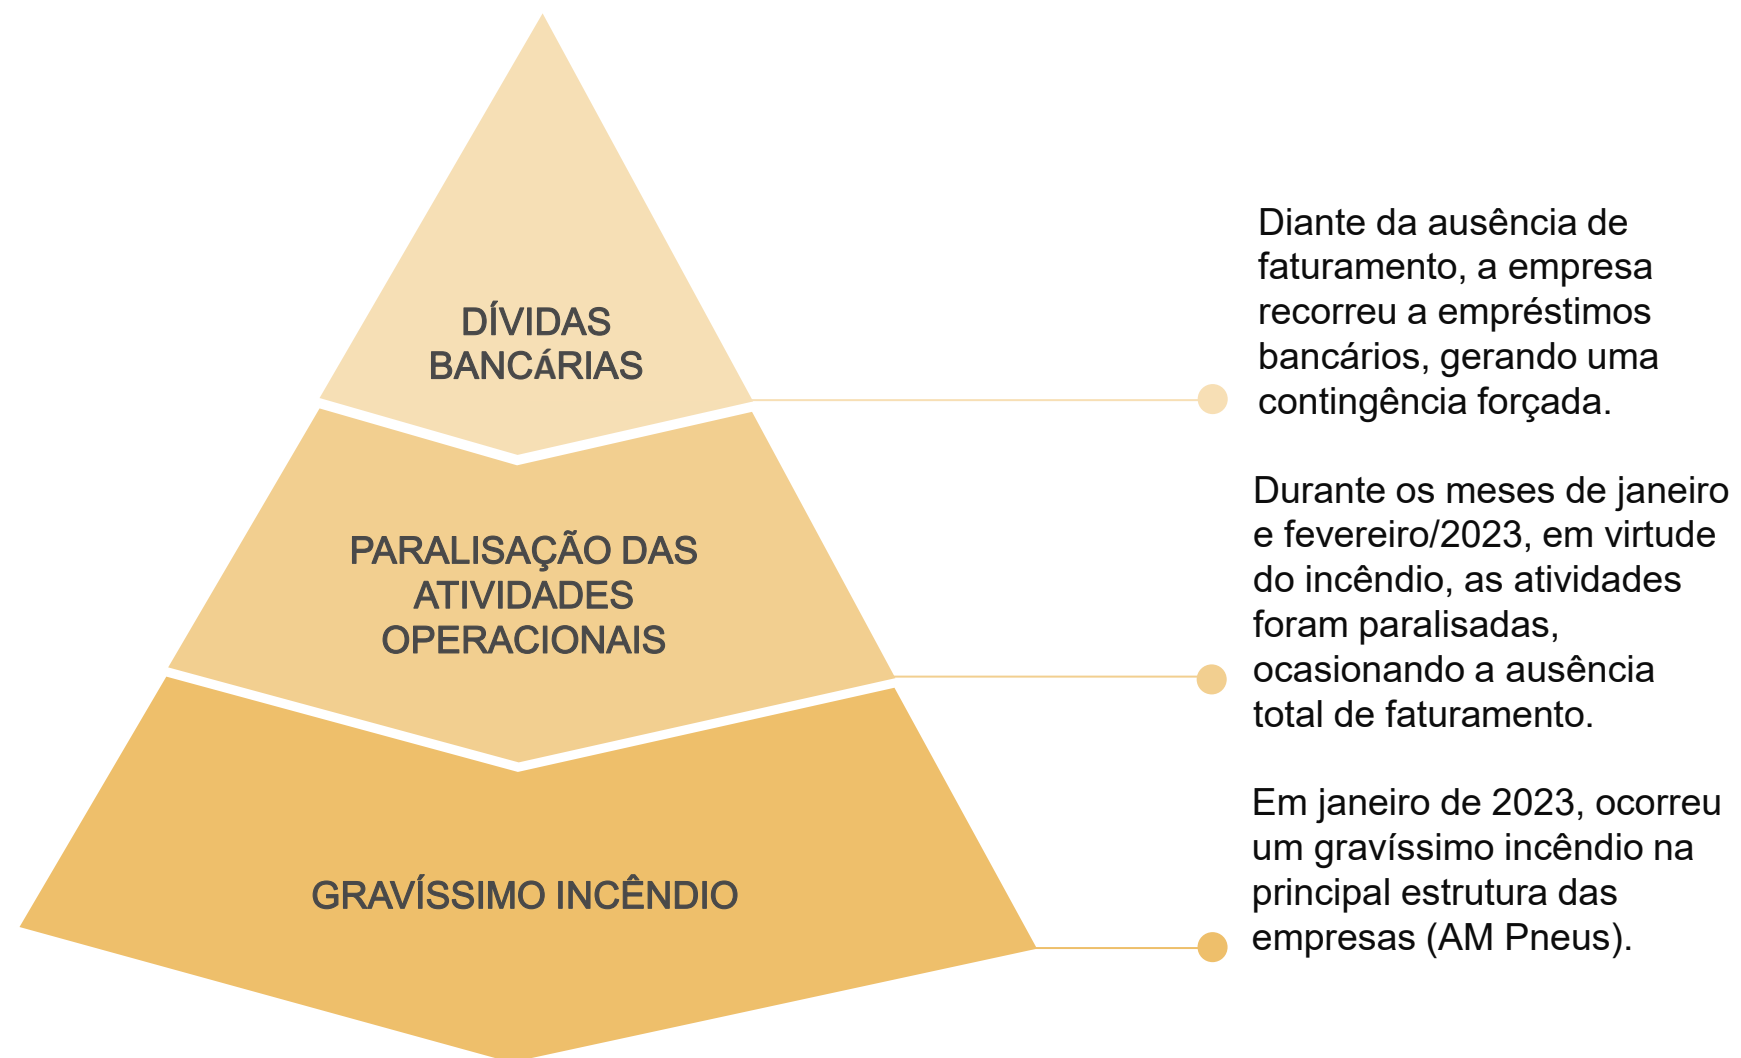 DÍVIDAS
BANCÁRIAS
Diante da ausência de
faturamento, a empresa
recorreu a empréstimos
bancários, gerando uma
contingência forçada.
PARALISAÇÃO DAS
ATIVIDADES
OPERACIONAIS
Durante os meses de janeiro
e fevereiro/2023, em virtude
do incêndio, as atividades
foram paralisadas,
ocasionando a ausência
total de faturamento.
GRAVÍSSIMO INCÊNDIO
Em janeiro de 2023, ocorreu
um gravíssimo incêndio na
principal estrutura das
empresas (AM Pneus).